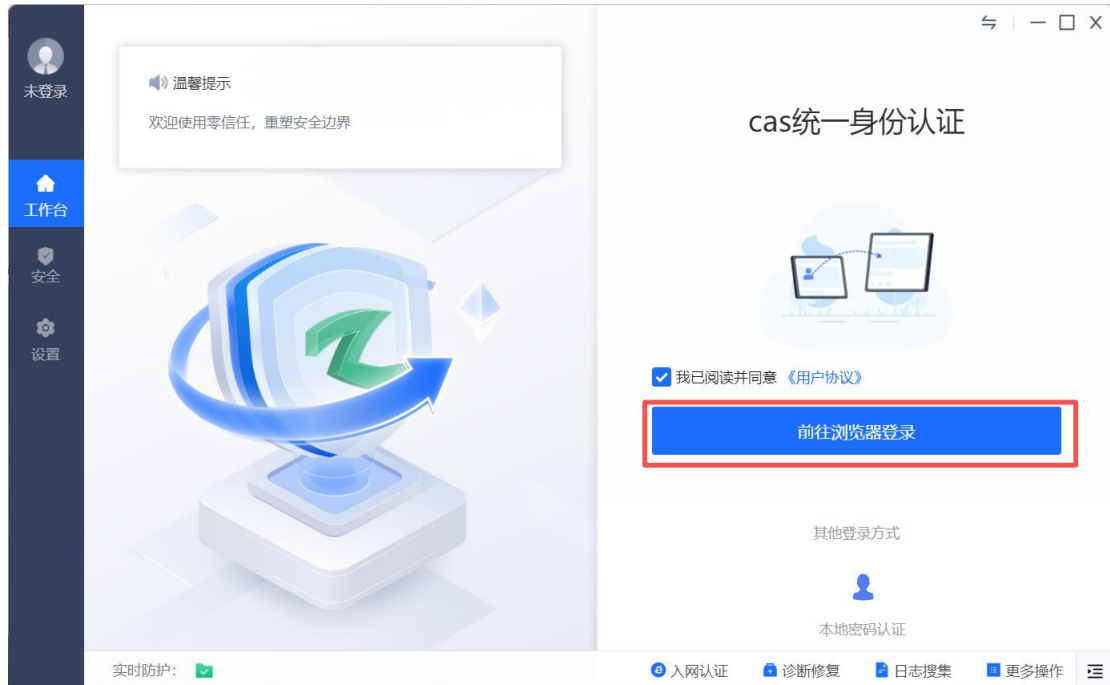 未登录
工作台
安全
设置
温馨提示
欢迎使用零信任，重塑安全边界
cas统一身份认证
我已阅读并同意 《用户协议》
前往浏览器登录
其他登录方式
本地密码认证
实时防护：
入网认证 诊断修复 日志搜集 更多操作